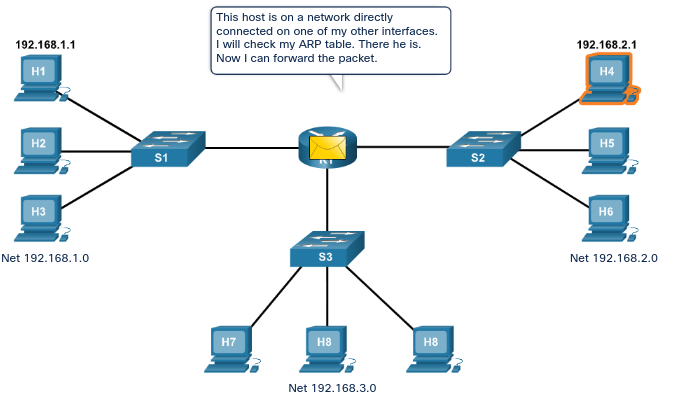 This host is on a network directly
connected on one of my other interfaces.
I will check my ARP table. There he is.
Now I can forward the packet.
192.168.1.1
192.168.2.1
H1
H4
H2
S1
S2
H5
H3
H6
Net 192.168.1.0
Net 192.168.2.0
S3
H7
H8
H8
Net 192.168.3.0